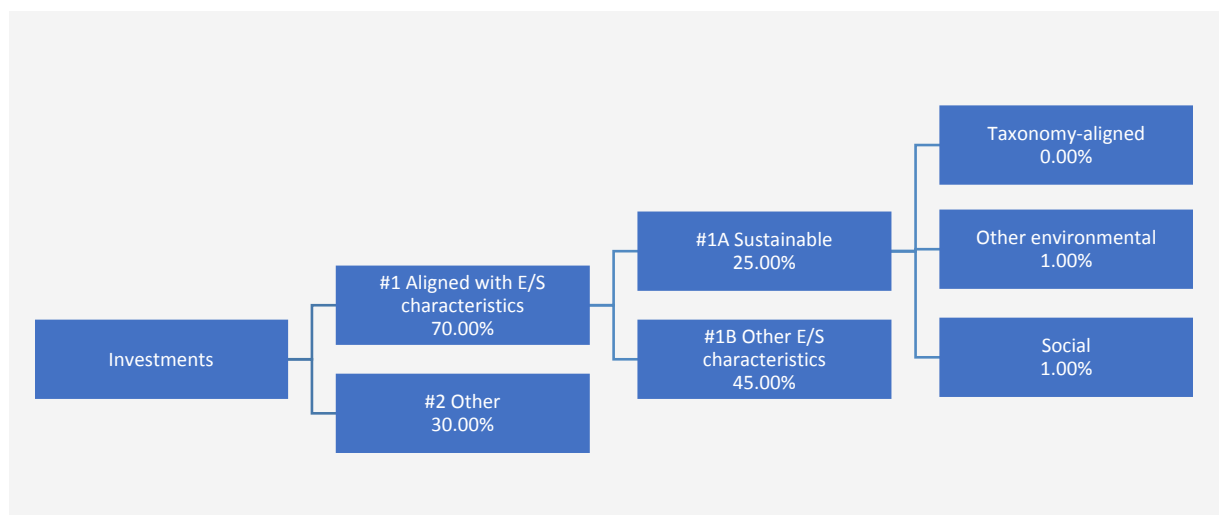 Investments
#1 Aligned with E/S
characteristics
70.00%
#2 Other
30.00%
#1A Sustainable
25.00%
#1B Other E/S
characteristics
45.00%
Taxonomy-aligned
0.00%
Other environmental
1.00%
Social
1.00%